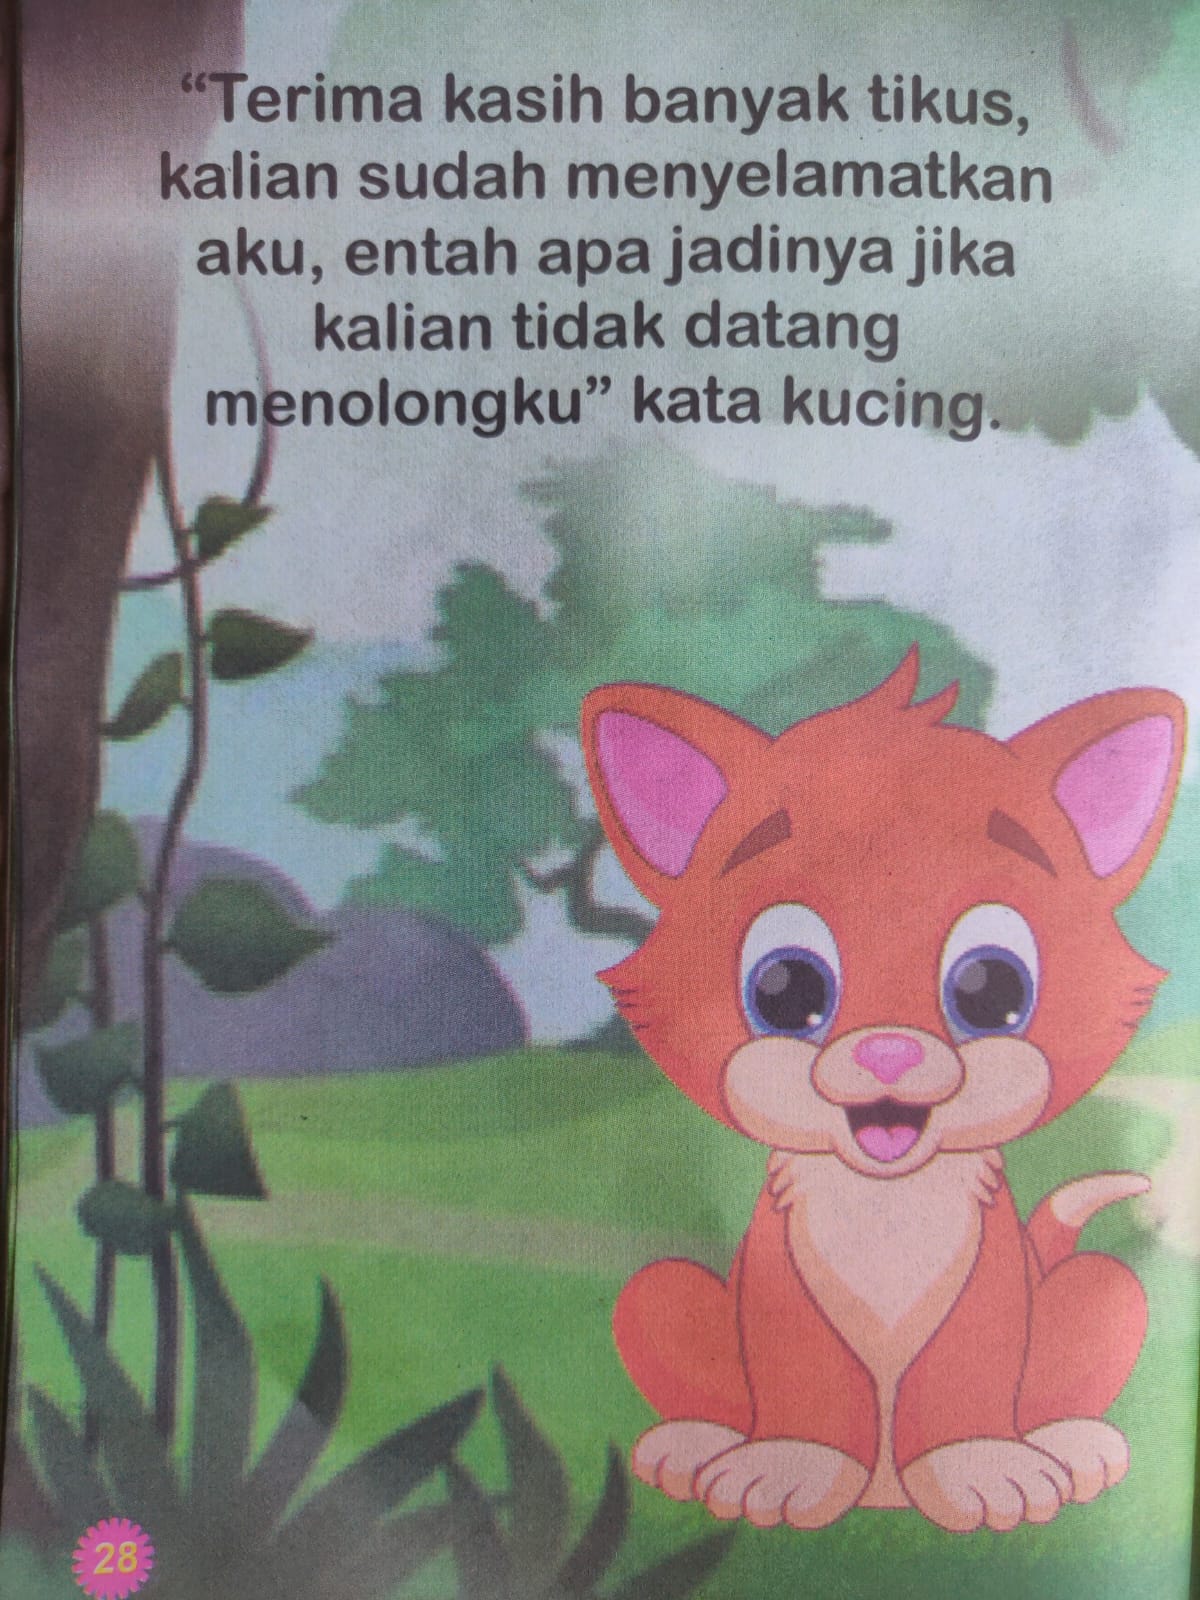 “Terima kasih banyak tikus,
kalian sudah menyelamatkan
aku, entah apa jadinya jika
kalian tidak datang
menolongku” kata kucing.
28